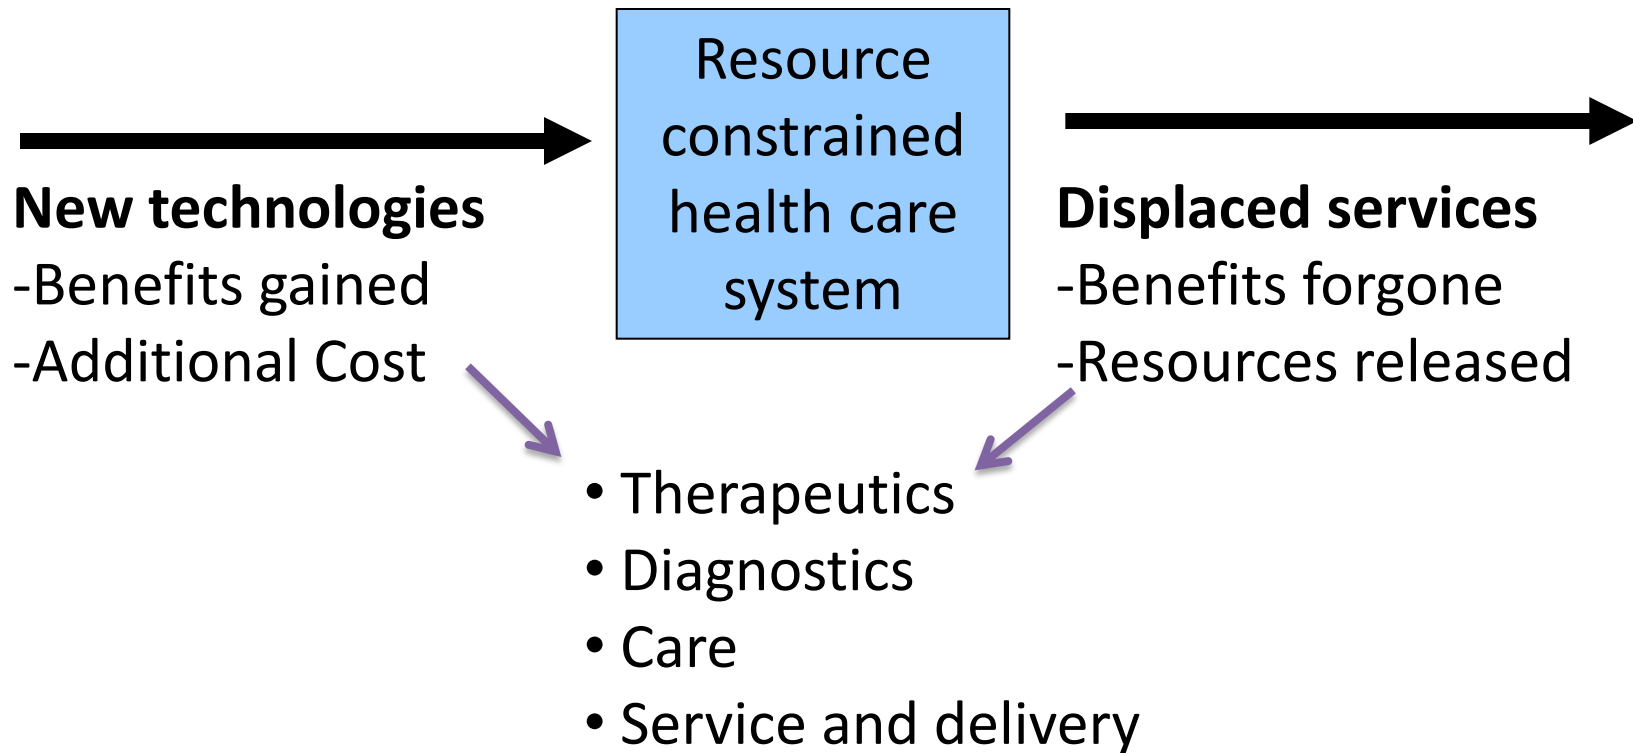 Resource
constrained
health care
system
New technologies
-Benefits gained
-Additional Cost
Displaced services
-Benefits forgone
-Resources released
• Therapeutics
• Diagnostics
• Care
• Service and delivery